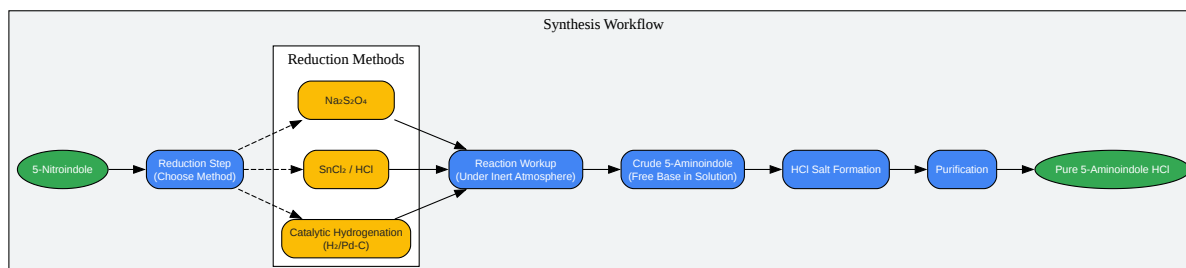 Synthesis Workflow
Reduction Methods
5-Nitroindole
Reduction Step
(Choose Method)
Na₂S₂O₄
SnCl₂ / HCl
Catalytic Hydrogenation
(H₂/Pd-C)
Reaction Workup
(Under Inert Atmosphere)
Crude 5-Aminoindole
(Free Base in Solution)
HCl Salt Formation
Purification
Pure 5-Aminoindole HCl